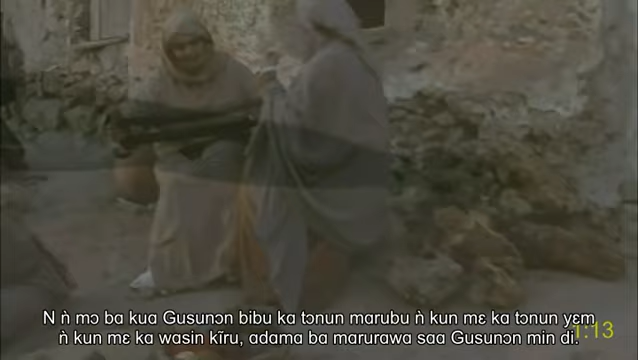 N ǹ mɔ ba kua Gusunɔn bibu ka tɔnun marubu ǹ kun mɛ ka tɔnun yɛm
ǹ kun mɛ ka wasin kĩru, adama ba marurawa saa Gusunɔn min di.
1:13